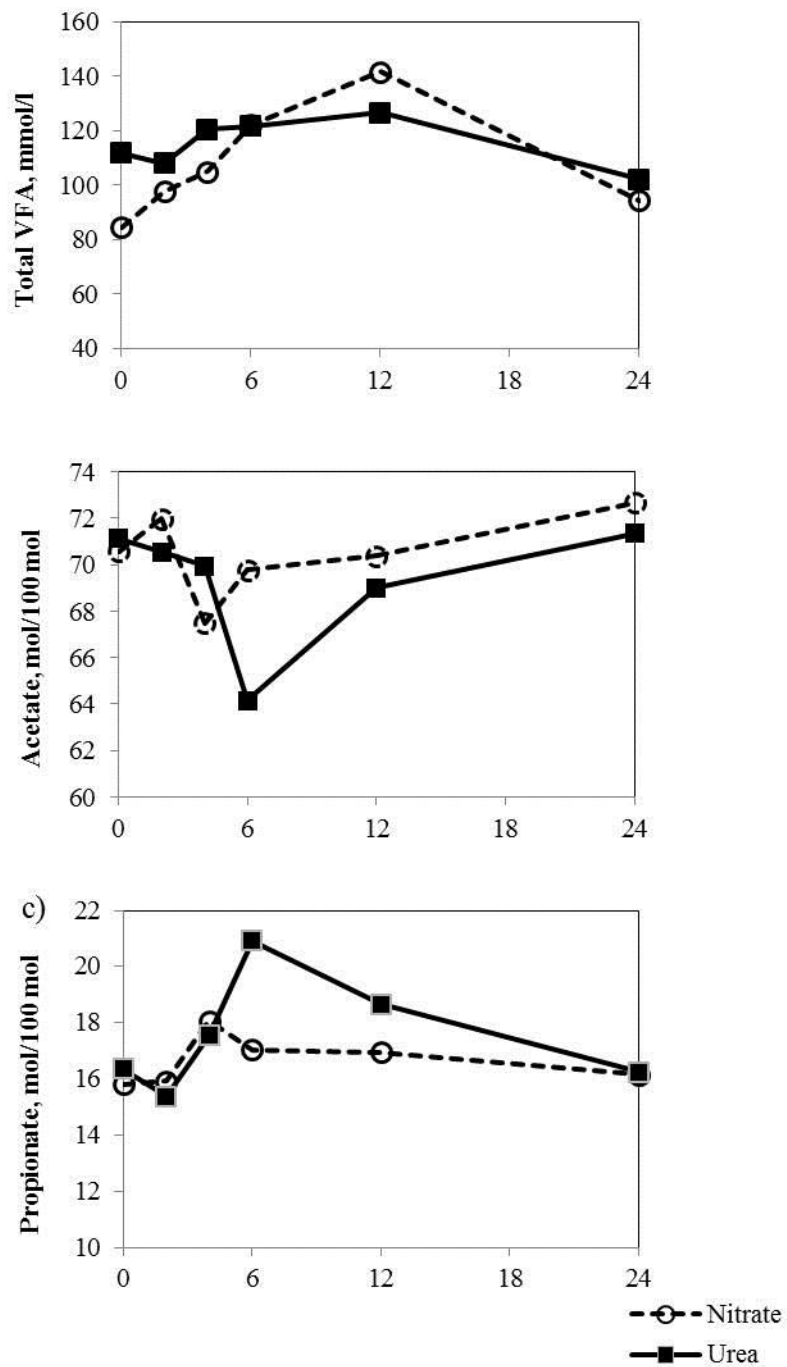 160
140
120
100
80
60
40
Total VFA, mmol/l
0 6 12 18 24
74
72
70
68
66
64
62
60
Acetate, mol/100 mol
0 6 12 18 24
c)
22
20
18
16
14
12
10
Propionate, mol/100 mol
0 6 12 18 24
Nitrate
Urea